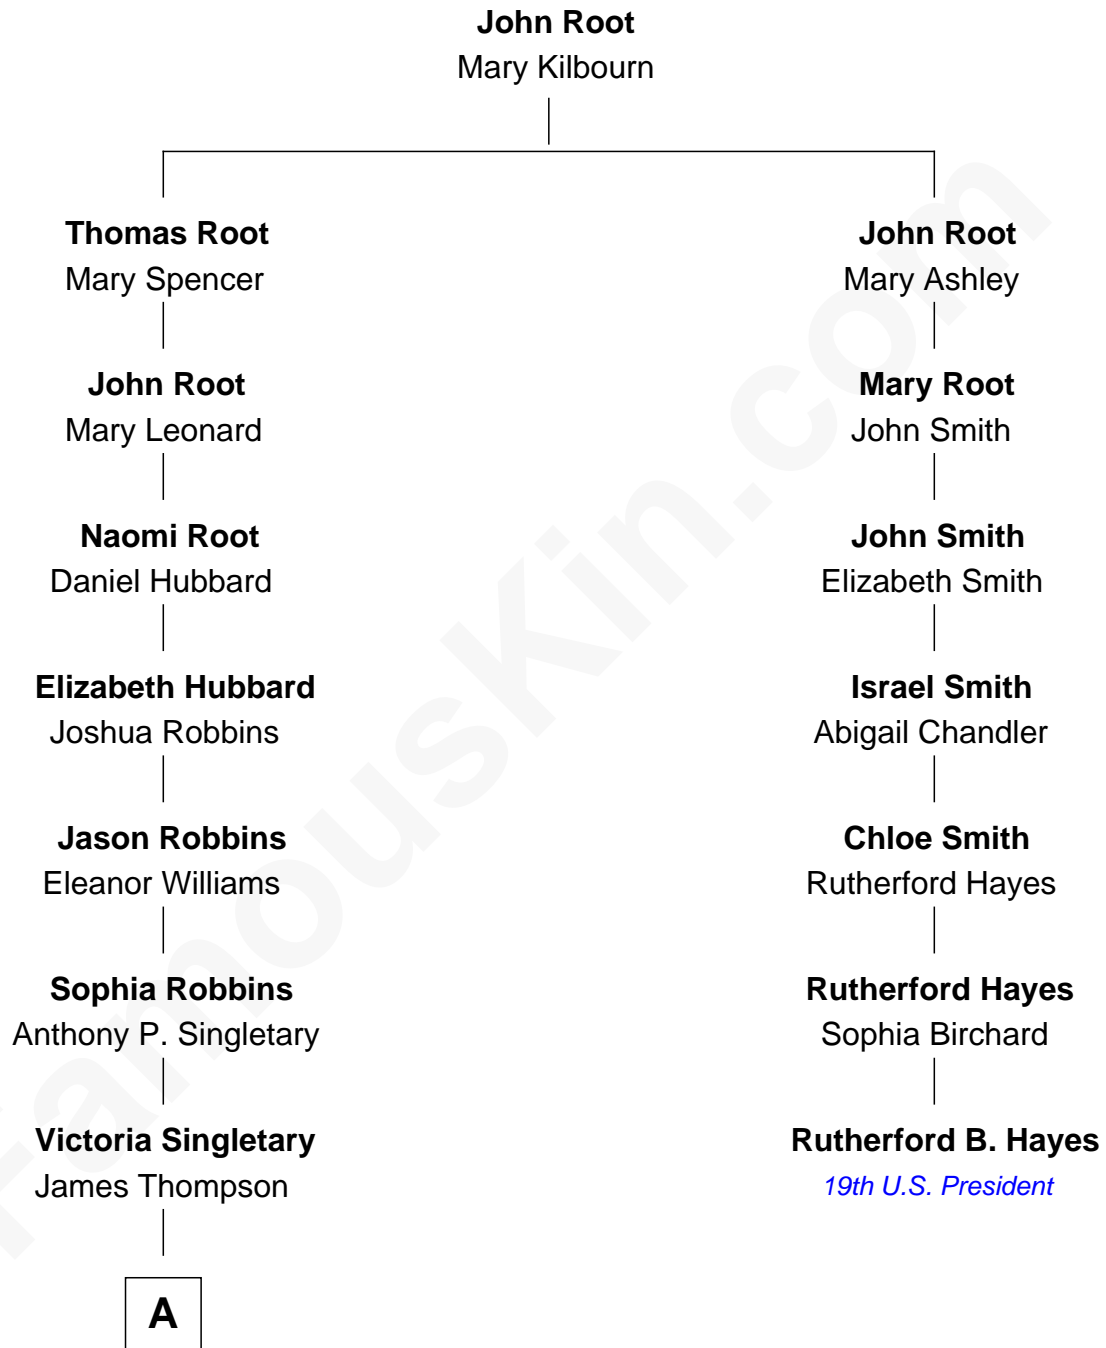 John Root
Mary Kilbourn
Thomas Root
Mary Spencer
John Root
Mary Ashley
John Root
Mary Leonard
Mary Root
John Smith
Naomi Root
Daniel Hubbard
John Smith
Elizabeth Smith
Elizabeth Hubbard
Joshua Robbins
Israel Smith
Abigail Chandler
Jason Robbins
Eleanor Williams
Chloe Smith
Rutherford Hayes
Sophia Robbins
Anthony P. Singletary
Rutherford Hayes
Sophia Birchard
Victoria Singletary
James Thompson
Rutherford B. Hayes
19th U.S. President
A
FamousKin.com